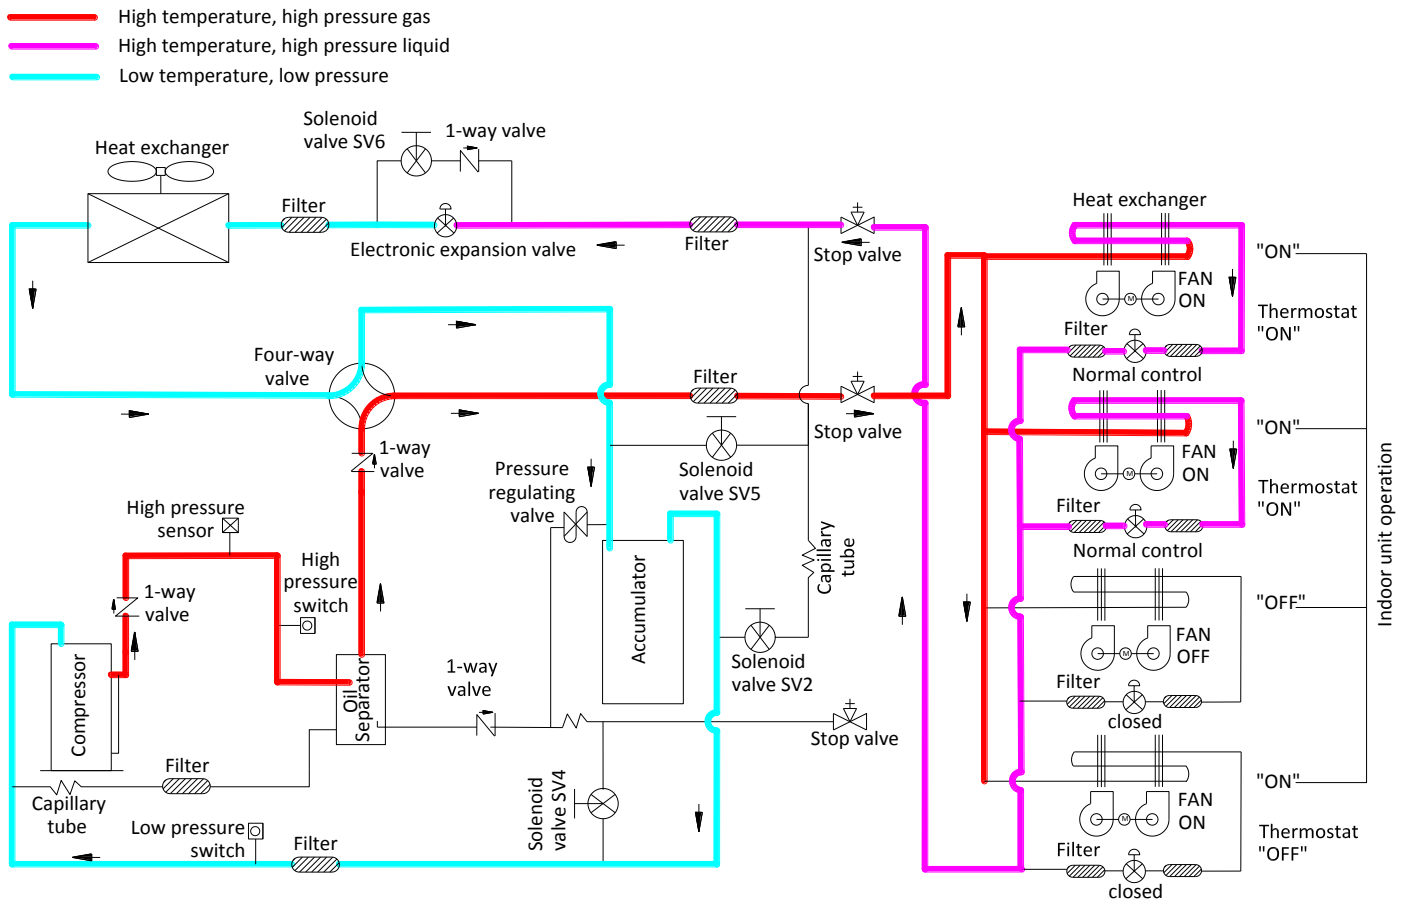 High temperature, high pressure gas
High temperature, high pressure liquid
Low temperature, low pressure
Solenoid
valve SV6
1-way valve
Heat exchanger
Filter
Electronic expansion valve
Filter
Stop valve
Heat exchanger
FAN
ON
M
"ON"
Thermostat
"ON"
Filter
Normal control
Four-way
valve
Filter
Stop valve
1-way
valve
Solenoid
valve SV5
FAN
ON
M
"ON"
Thermostat
"ON"
Filter
Normal control
Pressure
regulating
valve
High pressure
sensor
High
pressure
switch
1-way
valve
Capillary
tube
Accumulator
Solenoid
valve SV2
FAN
OFF
M
"OFF"
Filter
closed
Indoor unit operation
Compressor
Oil
Separator
1-way
valve
Stop valve
Filter
Capillary
tube
Solenoid
valve SV4
Low pressure
switch
Filter
FAN
ON
M
"ON"
Thermostat
"OFF"
Filter
closed